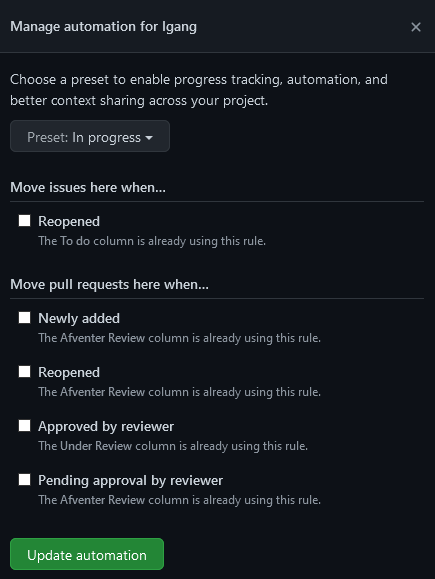 Manage automation for Igang
Choose a preset to enable progress tracking, automation, and
better context sharing across your project.
Preset: In progress
Move issues here when...
Reopened
The To do column is already using this rule.
Move pull requests here when...
Newly added
The Afventer Review column is already using this rule.
Reopened
The Afventer Review column is already using this rule.
Approved by reviewer
The Under Review column is already using this rule.
Pending approval by reviewer
The Afventer Review column is already using this rule.
Update automation